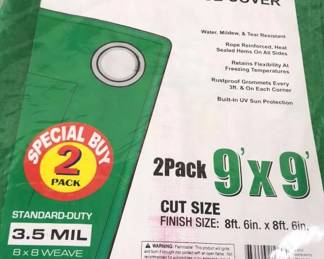 COVER
Water, Mildew, & Tear Resistant
Rope Reinforced, Heat
Sealed Hems On All Sides
Retains Flexibility At
Freezing Temperatures
Rustproof Grommets Every
3ft. & On Each Corner
Built-In UV Sun Protection
SPECIAL BUY
2
PACK
2Pack 9'x9'
CUT SIZE
FINISH SIZE: 8ft. 6in. x 8ft. 6in.
STANDARD-DUTY
3.5 MIL
8 x 8 WEAVE
WARNING: